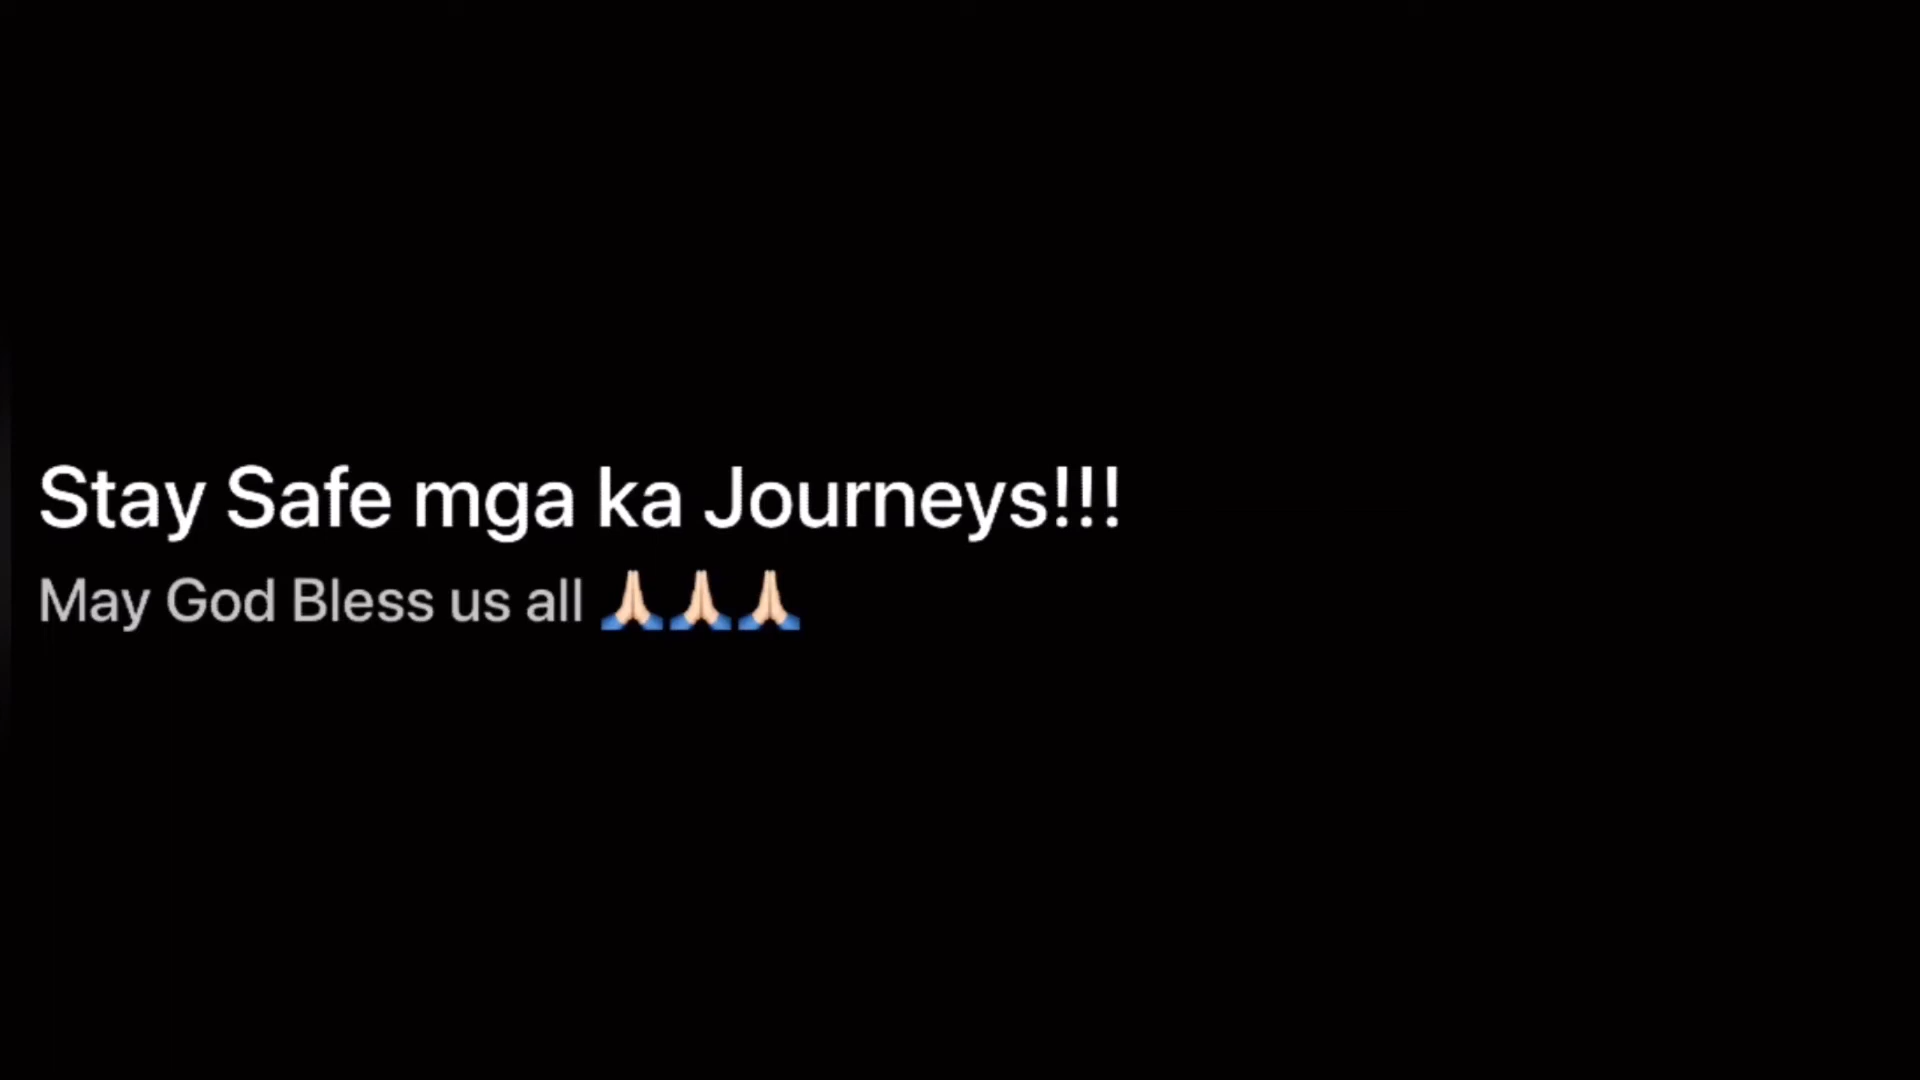 Stay Safe mga ka Journeys!!!
May God Bless us all 🙏🏻🙏🏻🙏🏻